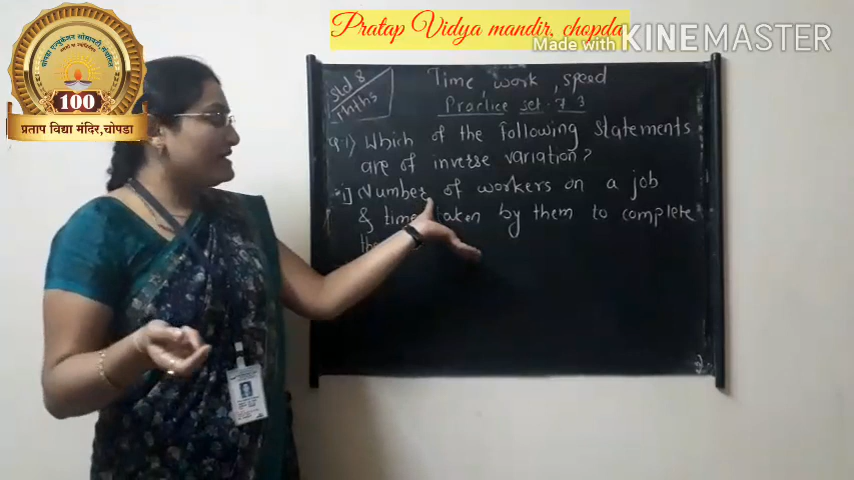 Pratap Vidya mandir, chopda
Made with KINEMASTER
100
प्रताप विद्या मंदिर,चोपडा
Std 8
Time, work, speed
Practice set 7.3
Q.1) Which of the following statements
are of inverse variation?
i) Number of workers on a job
& time taken by them to complete